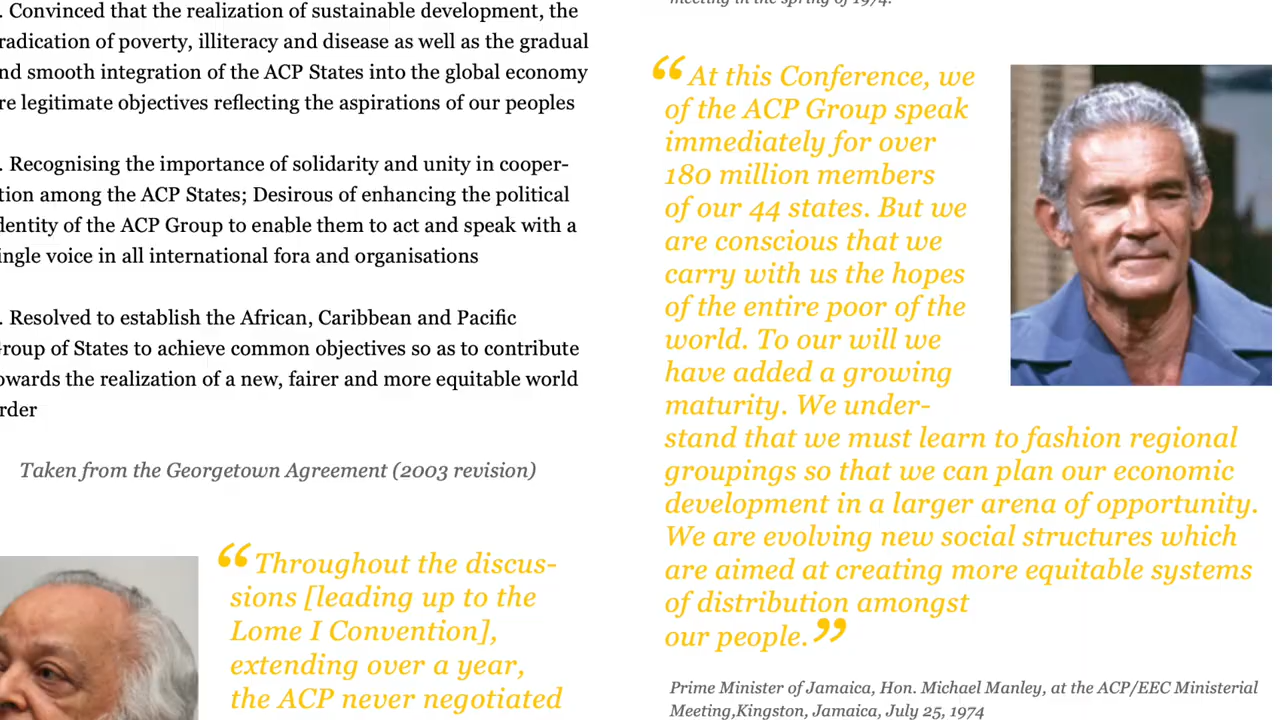 . Convinced that the realization of sustainable development, the
radication of poverty, illiteracy and disease as well as the gradual
nd smooth integration of the ACP States into the global economy
re legitimate objectives reflecting the aspirations of our peoples
. Recognising the importance of solidarity and unity in cooper-
tion among the ACP States; Desirous of enhancing the political
dentity of the ACP Group to enable them to act and speak with a
ingle voice in all international fora and organisations
. Resolved to establish the African, Caribbean and Pacific
Group of States to achieve common objectives so as to contribute
owards the realization of a new, fairer and more equitable world
rder
Taken from the Georgetown Agreement (2003 revision)
“Throughout the discus-
sions [leading up to the
Lome I Convention],
extending over a year,
the ACP never negotiated
meeting in the spring of 1974.
“At this Conference, we
of the ACP Group speak
immediately for over
180 million members
of our 44 states. But we
are conscious that we
carry with us the hopes
of the entire poor of the
world. To our will we
have added a growing
maturity. We under-
stand that we must learn to fashion regional
groupings so that we can plan our economic
development in a larger arena of opportunity.
We are evolving new social structures which
are aimed at creating more equitable systems
of distribution amongst
our people.”
Prime Minister of Jamaica, Hon. Michael Manley, at the ACP/EEC Ministerial
Meeting,Kingston, Jamaica, July 25, 1974